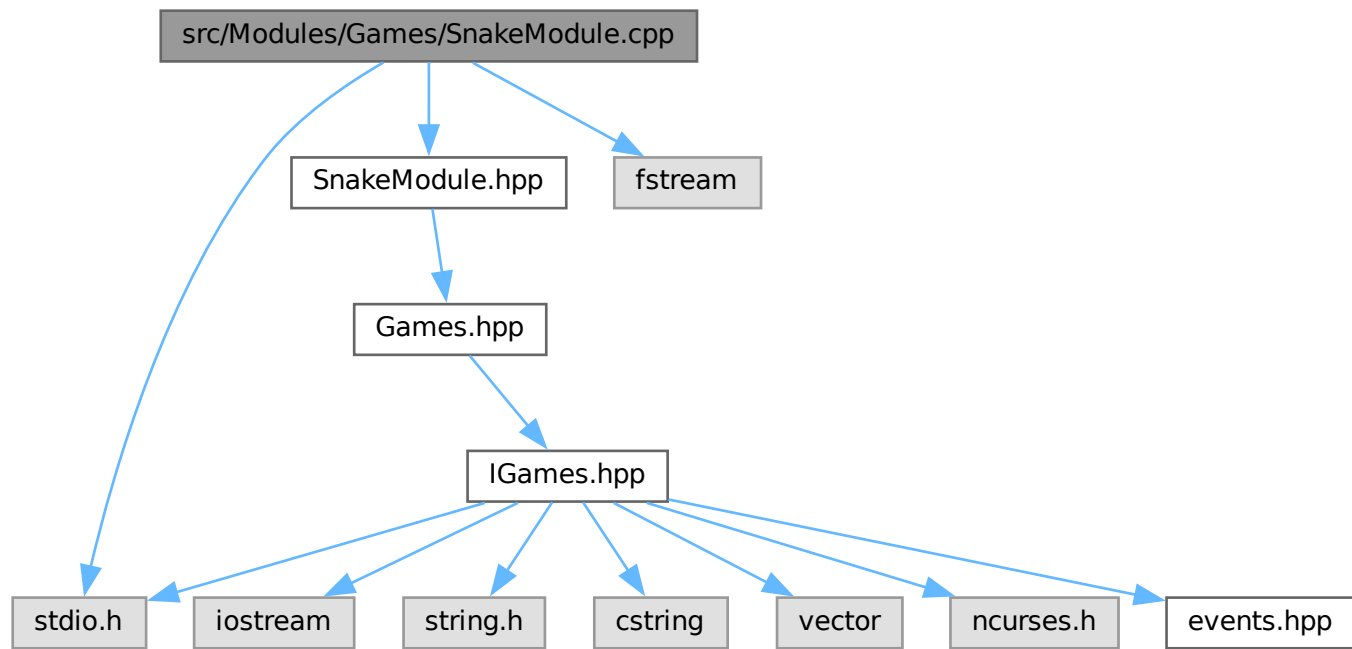 src/Modules/Games/SnakeModule.cpp
SnakeModule.hpp
fstream
Games.hpp
IGames.hpp
stdio.h
iostream
string.h
cstring
vector
ncurses.h
events.hpp